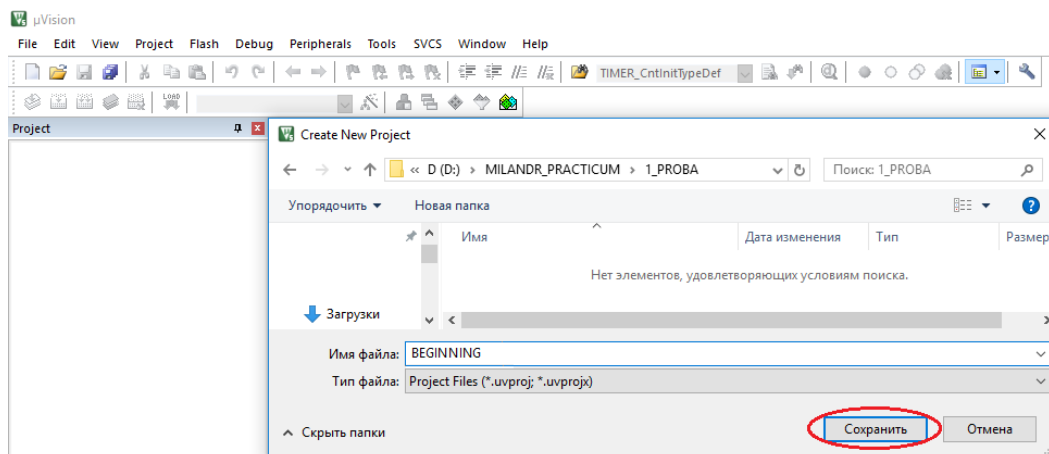 µVision
File Edit View Project Flash Debug Peripherals Tools SVCS Window Help
TIMER_CntInitTypeDef
LOAD
Project
Create New Project
« D (D:) › MILANDR_PRACTICUM › 1_PROBA
Поиск: 1_PROBA
Упорядочить Новая папка
Имя Дата изменения Тип Размер
Нет элементов, удовлетворяющих условиям поиска.
Загрузки
Имя файла: BEGINNING
Тип файла: Project Files (*.uvproj; *.uvprojx)
Скрыть папки Сохранить Отмена